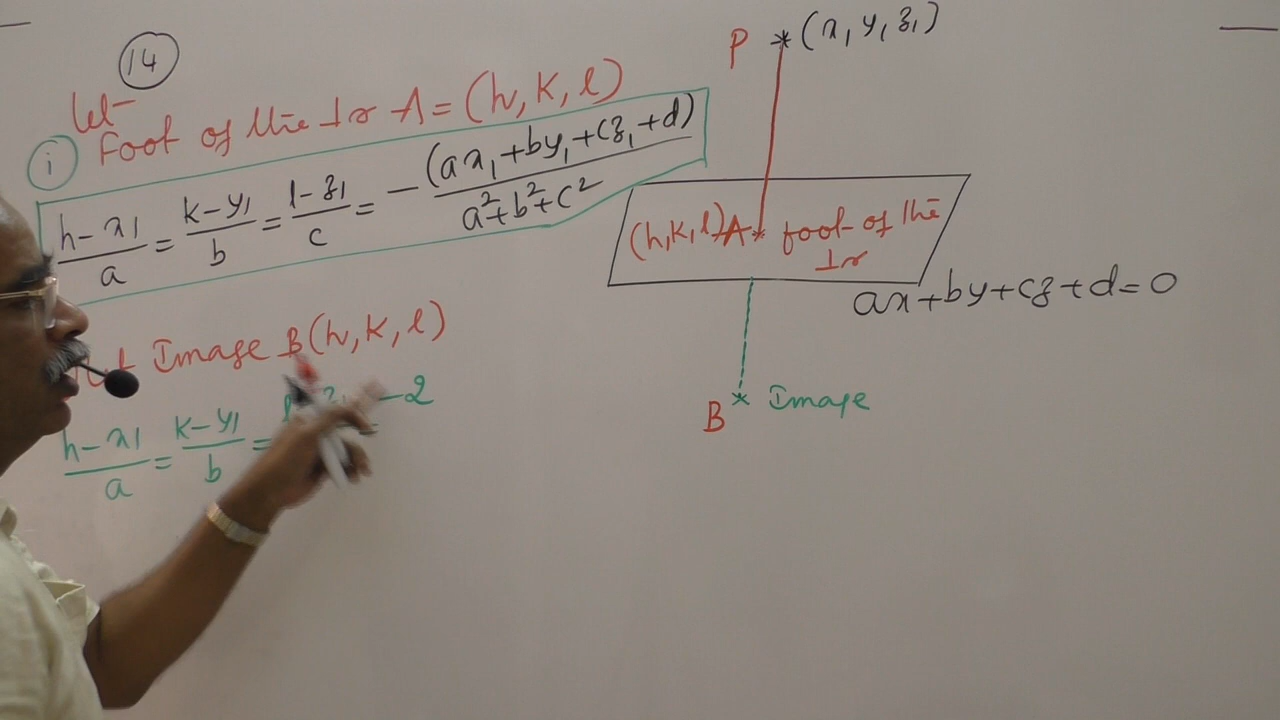 14
Let
i Foot of the ⊥r A = (h, k, l)
h-x₁/a = k-y₁/b = l-z₁/c = -(ax₁+by₁+cz₁+d)/a²+b²+c²
Image B(h, k, l)
h-x₁/a = k-y₁/b = -2
P * (x₁ y₁ z₁)
(h,k,l) A * foot of the
⊥r
ax+by+cz+d=0
B * Image